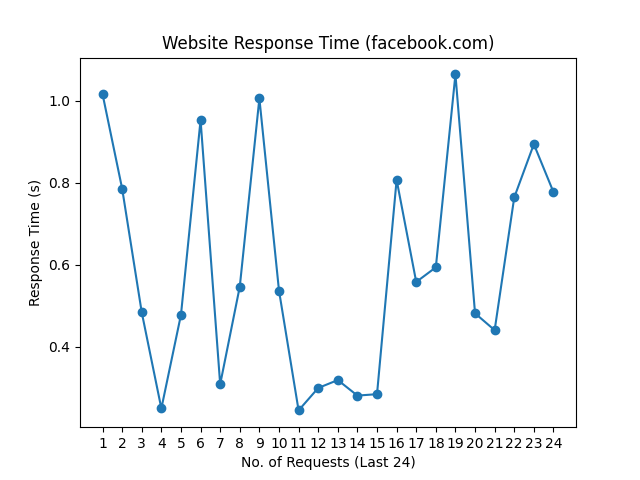 Website Response Time (facebook.com)
1.0
0.8
0.6
0.4
Response Time (s)
1 2 3 4 5 6 7 8 9 10 11 12 13 14 15 16 17 18 19 20 21 22 23 24
No. of Requests (Last 24)